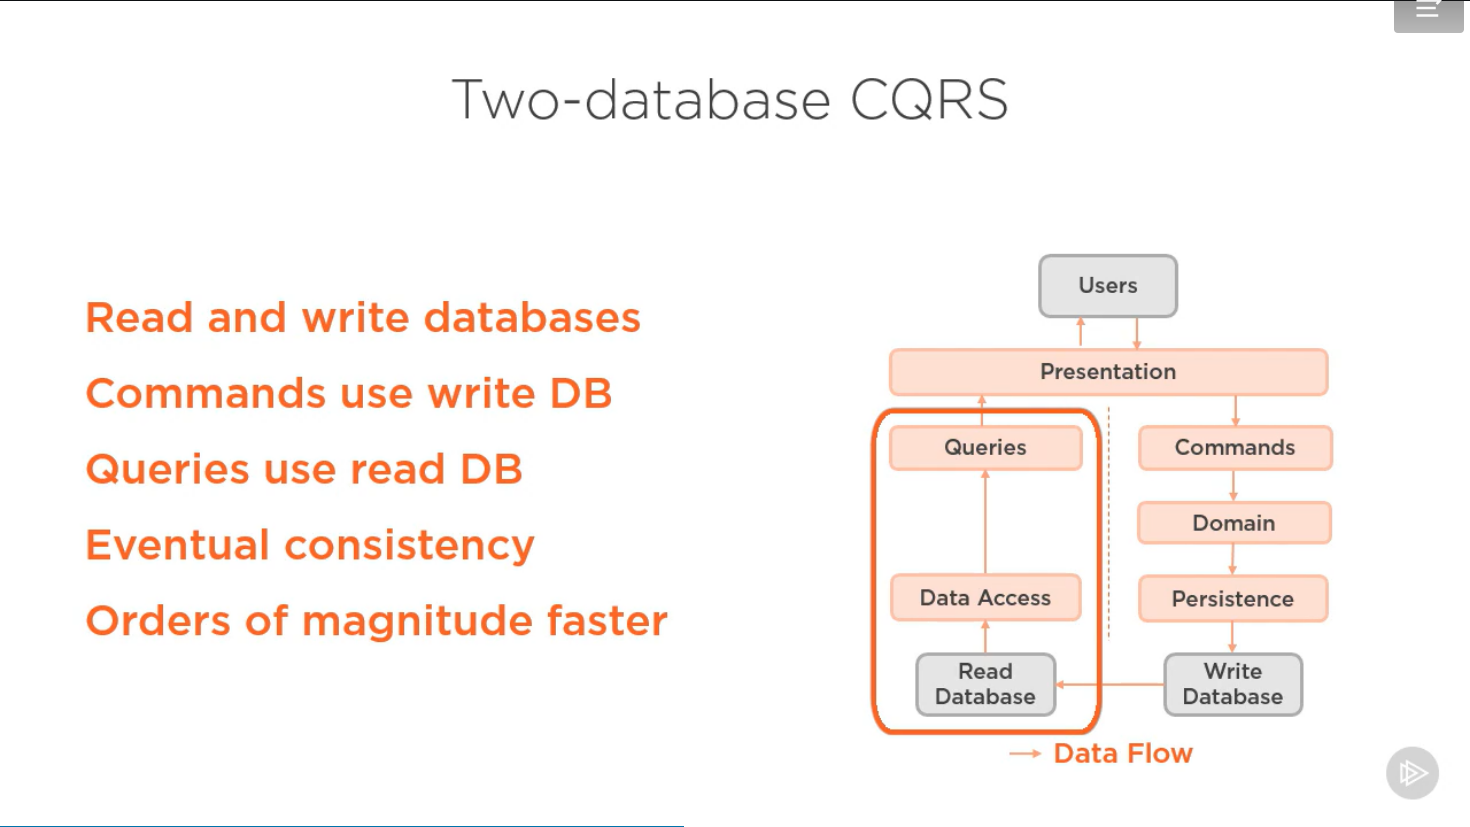 Two-database CQRS
Read and write databases
Commands use write DB
Queries use read DB
Eventual consistency
Orders of magnitude faster
Users
Presentation
Queries
Commands
Domain
Data Access
Persistence
Read
Database
Write
Database
Data Flow